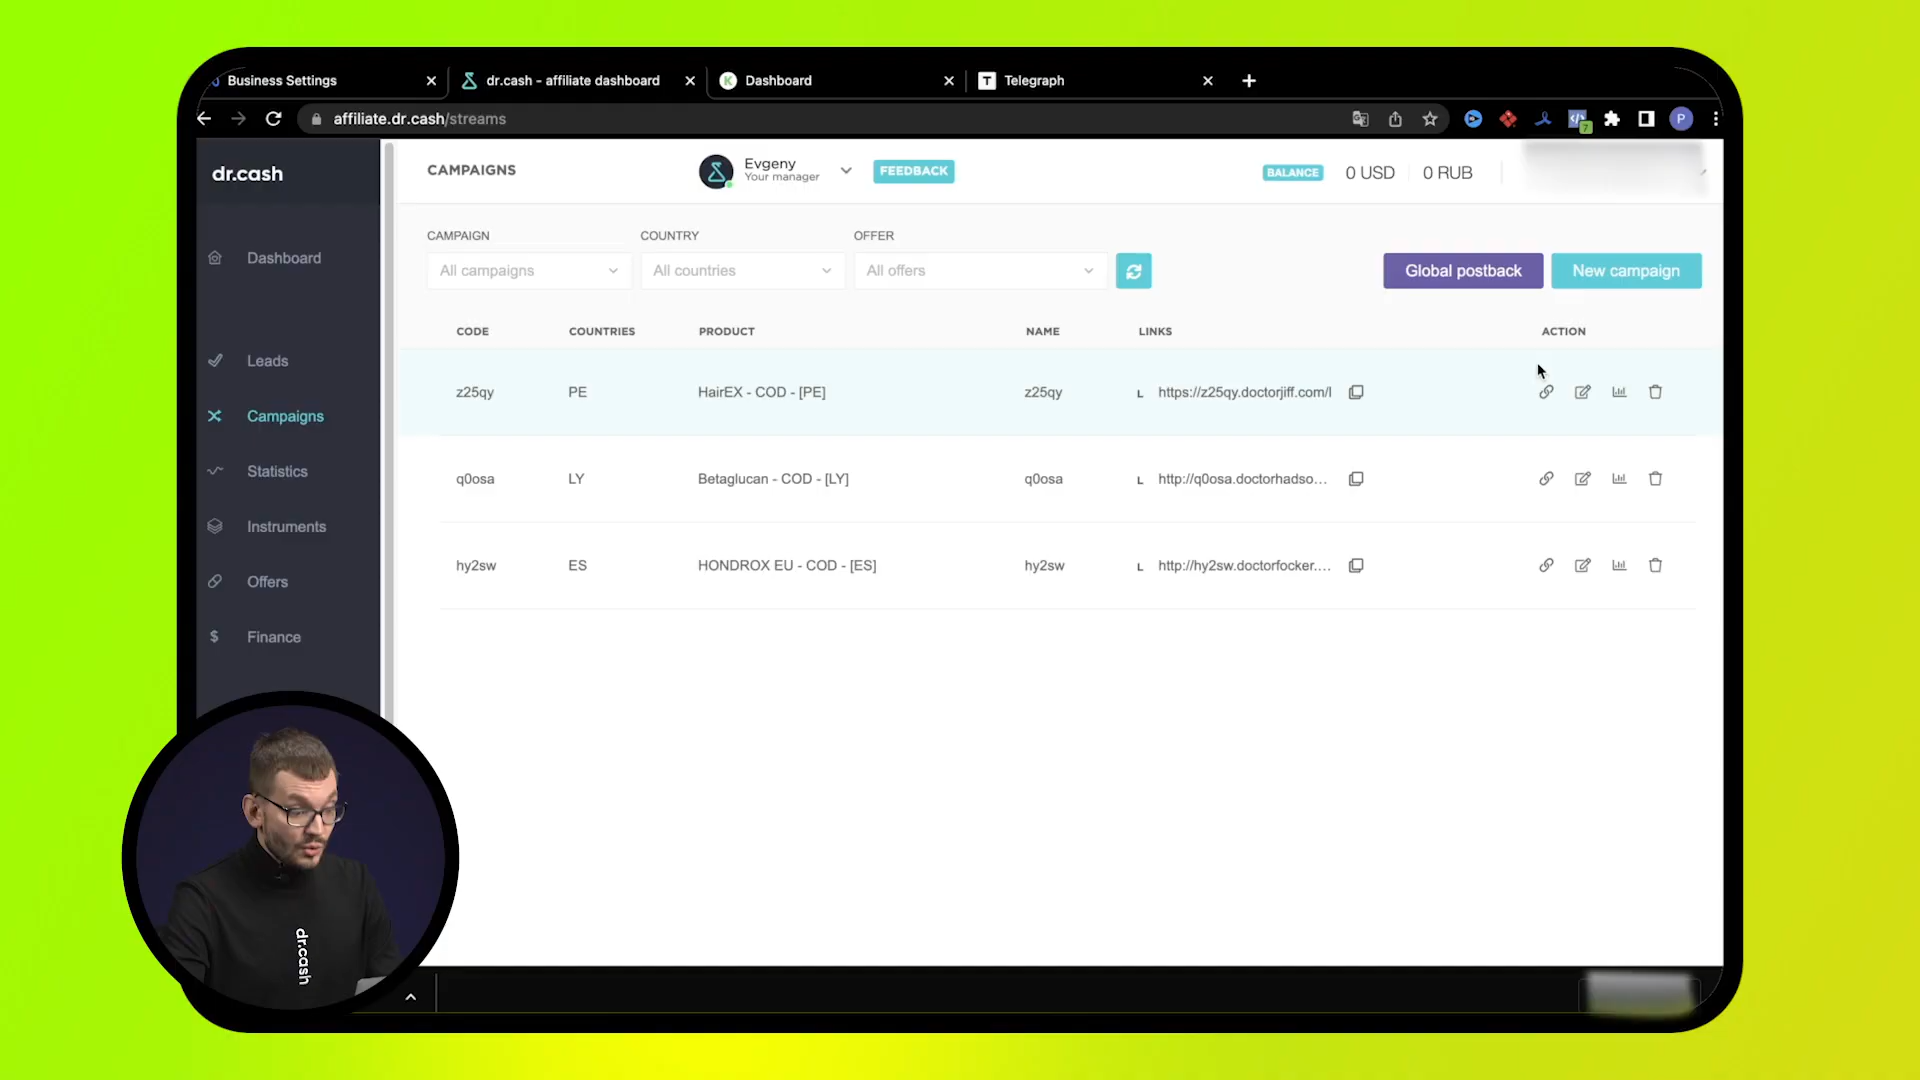 Business Settings
dr.cash - affiliate dashboard
K
Dashboard
T
Telegraph
affiliate.dr.cash/streams
7
P
dr.cash
CAMPAIGNS
Evgeny
Your manager
FEEDBACK
BALANCE
0 USD
0 RUB
Dashboard
Leads
Campaigns
Statistics
Instruments
Offers
$ Finance
CAMPAIGN
COUNTRY
OFFER
All campaigns
All countries
All offers
Global postback
New campaign
CODE COUNTRIES PRODUCT NAME LINKS ACTION
z25qy PE HairEX - COD - [PE] z25qy L https://z25qy.doctorjiff.com/l
q0osa LY Betaglucan - COD - [LY] q0osa L http://q0osa.doctorhadso...
hy2sw ES HONDROX EU - COD - [ES] hy2sw L http://hy2sw.doctorfocker....
dr.cash